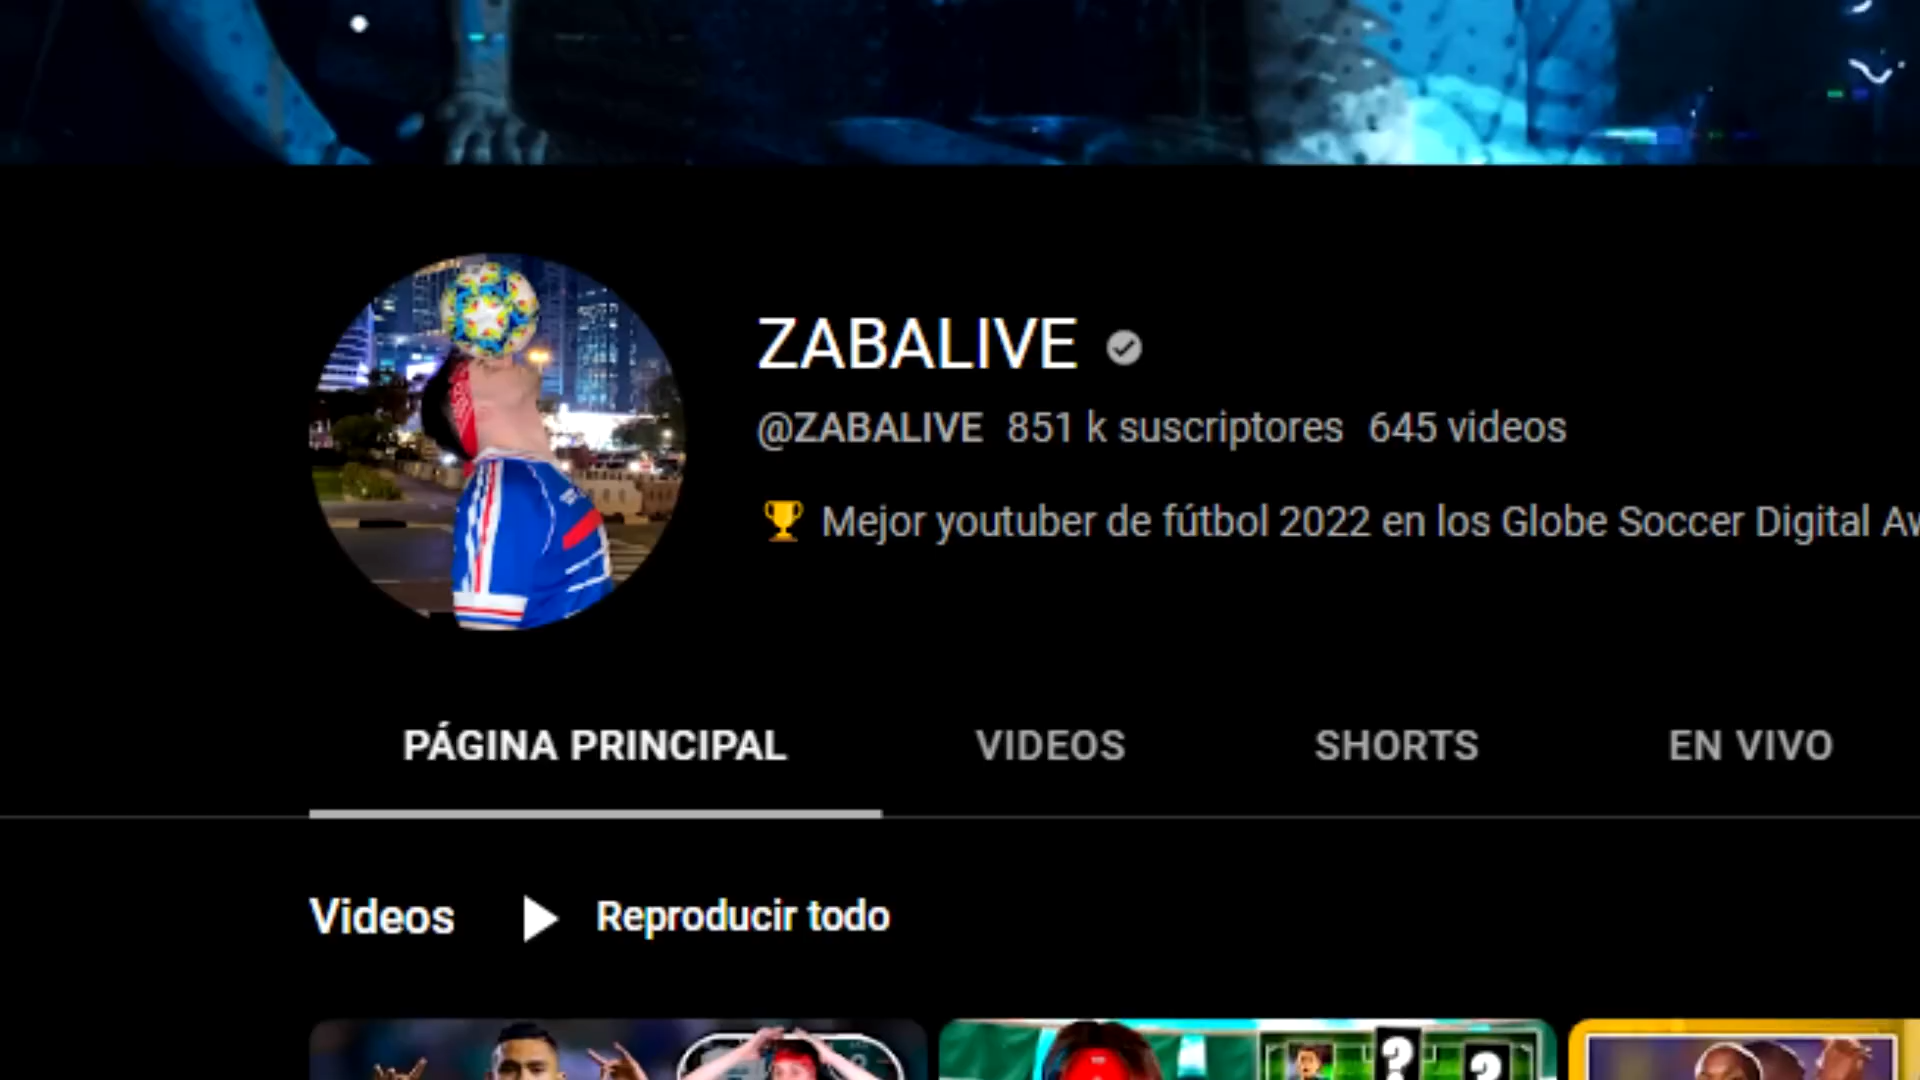 ZABALIVE
@ZABALIVE 851 k suscriptores 645 videos
🏆 Mejor youtuber de fútbol 2022 en los Globe Soccer Digital Aw
PÁGINA PRINCIPAL VIDEOS SHORTS EN VIVO
Videos Reproducir todo
? ?